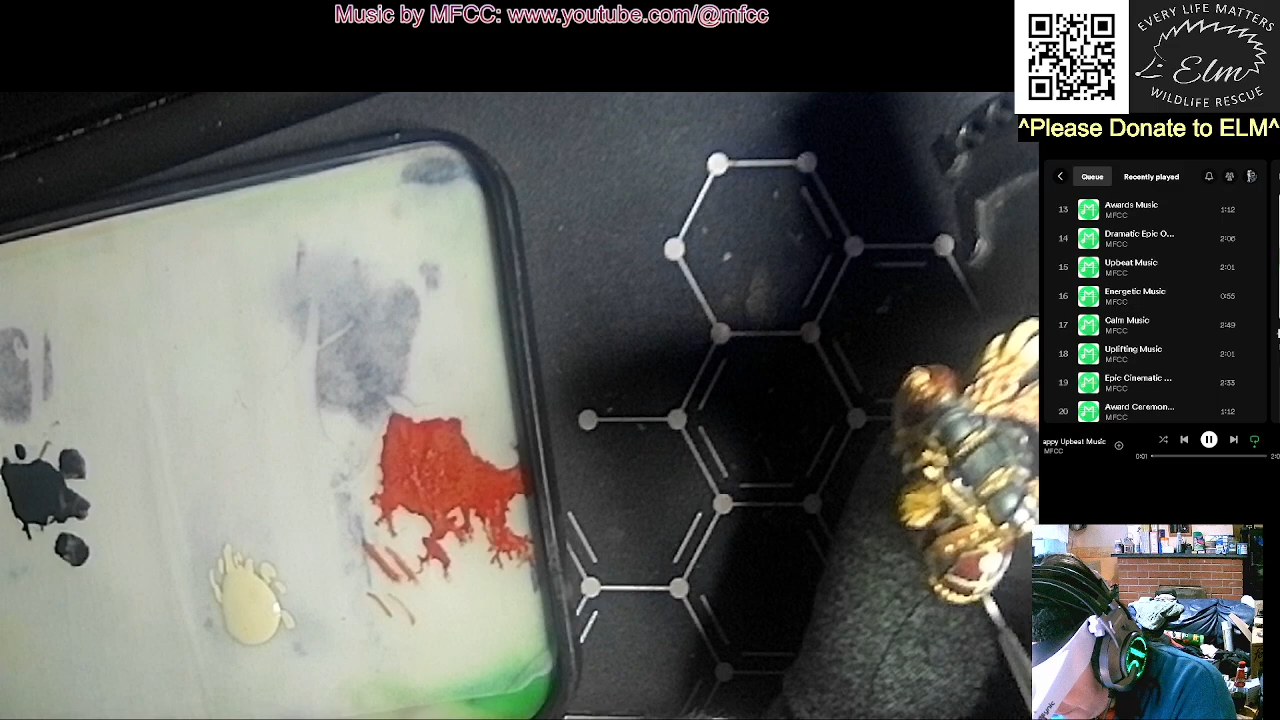 Music by MFCC: www.youtube.com/@mfcc
EVERY LIFE MATTERS
Elm
WILDLIFE RESCUE
^Please Donate to ELM^
Queue
Recently played
13
Awards Music
1:12
MFCC
14
Dramatic Epic O...
2:06
MFCC
15
Upbeat Music
2:01
MFCC
16
Energetic Music
0:55
MFCC
17
Calm Music
2:49
MFCC
18
Uplifting Music
2:01
MFCC
19
Epic Cinematic ...
2:33
MFCC
20
Award Ceremon...
1:12
MFCC
appy Upbeat Music
MFCC
0:01
2:0